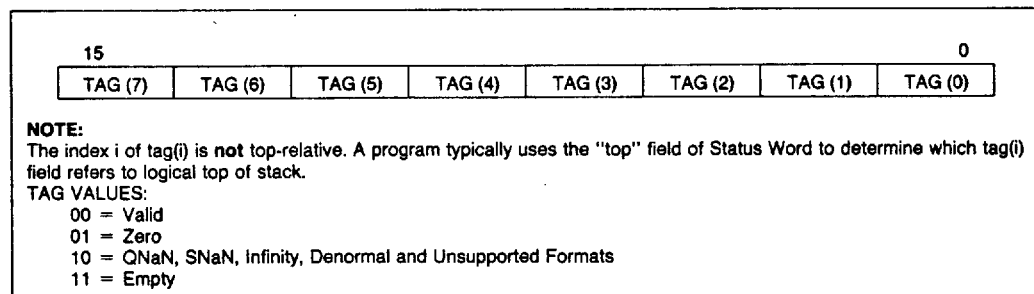 15 0
TAG (7) TAG (6) TAG (5) TAG (4) TAG (3) TAG (2) TAG (1) TAG (0)
NOTE:
The index i of tag(i) is not top-relative. A program typically uses the "top" field of Status Word to determine which tag(i)
field refers to logical top of stack.
TAG VALUES:
00 = Valid
01 = Zero
10 = QNaN, SNaN, Infinity, Denormal and Unsupported Formats
11 = Empty